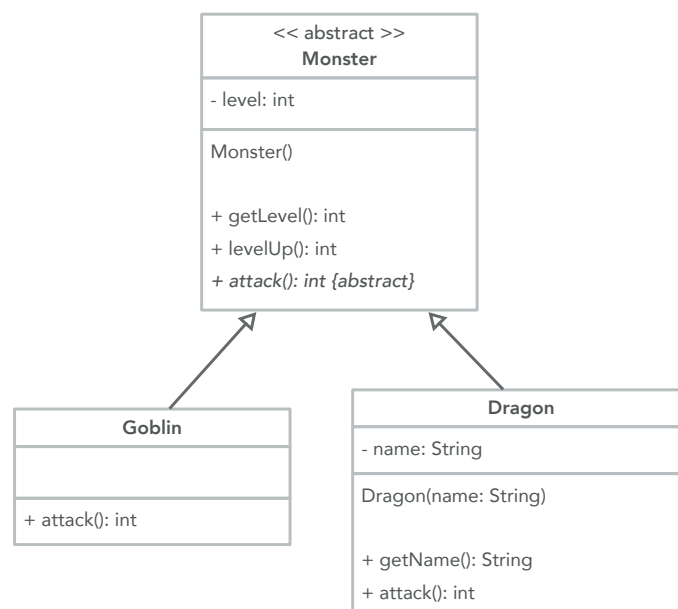 << abstract >>
Monster
- level: int
Monster()
+ getLevel(): int
+ levelUp(): int
+ attack(): int {abstract}
Goblin
+ attack(): int
Dragon
- name: String
Dragon(name: String)
+ getName(): String
+ attack(): int